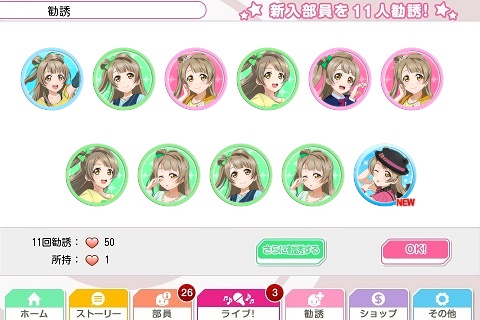 勧誘
新入部員を11人勧誘!
NEW
11回勧誘: 50
所持: 1
さらに勧誘する
OK!
26
3
ホーム
ストーリー
部員
ライブ!
勧誘
ショップ
その他